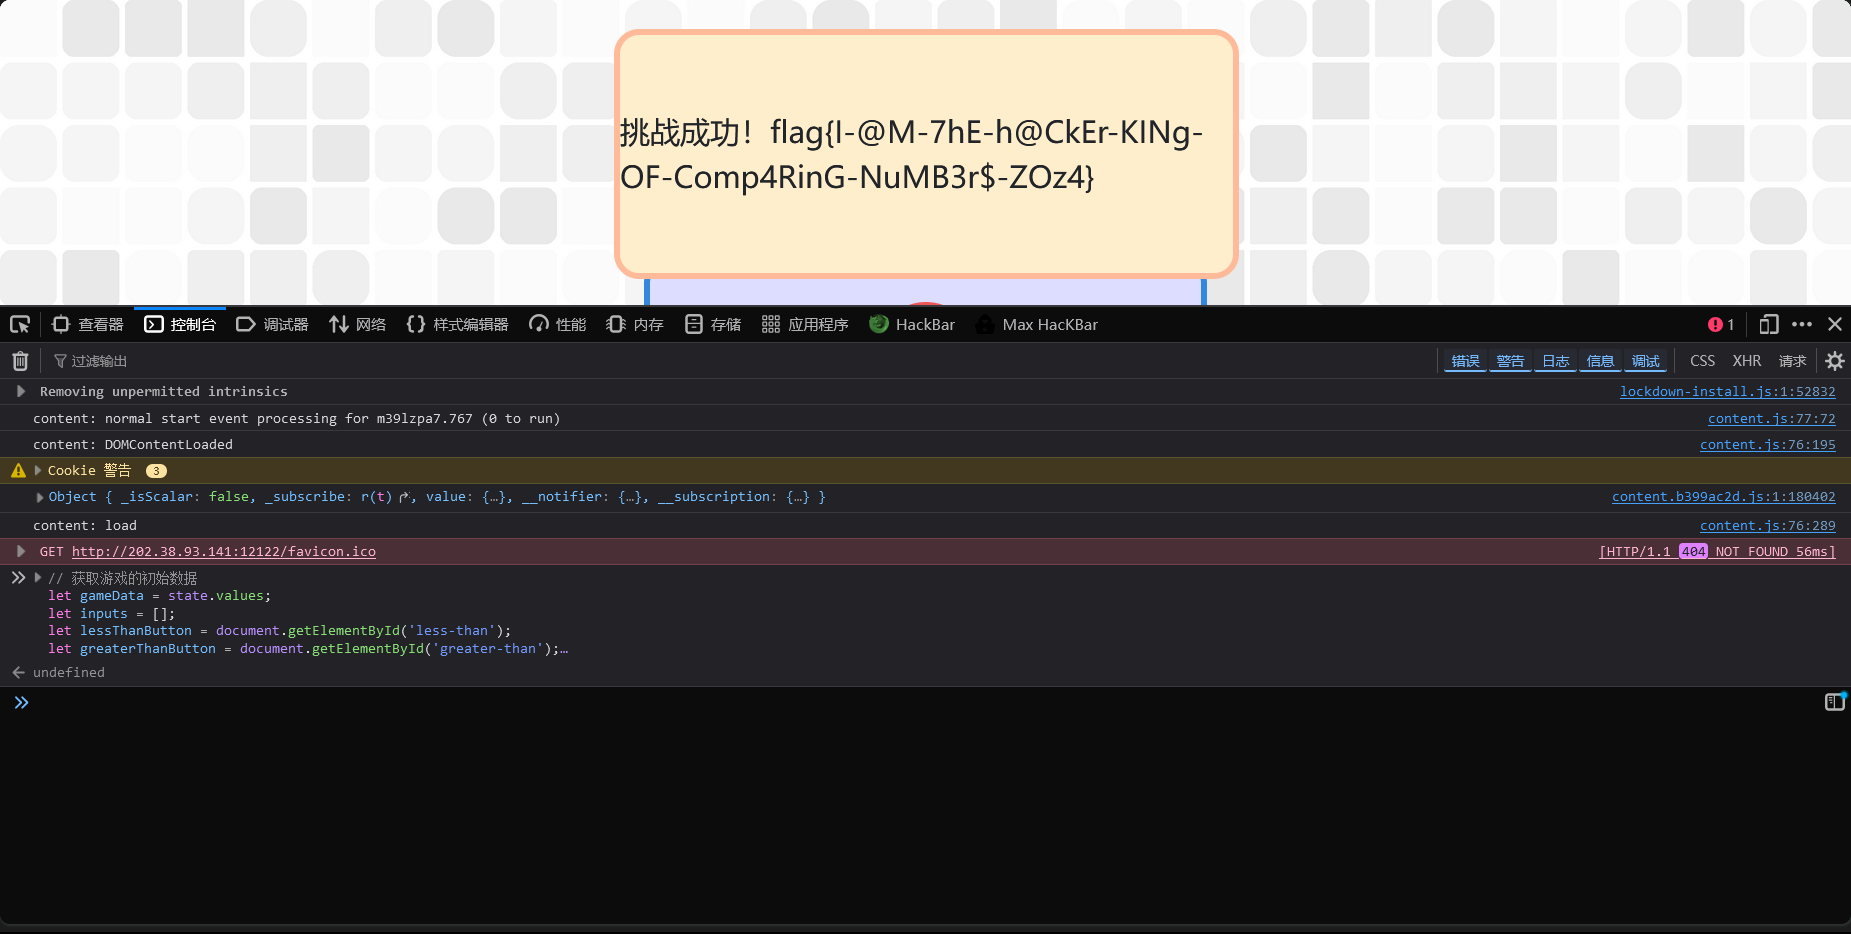 挑战成功！flag{I-@M-7hE-h@CkEr-KINg-
OF-Comp4RinG-NuMB3r$-ZOz4}
查看器 控制台 调试器 网络 样式编辑器 性能 内存 存储 应用程序 HackBar Max HacKBar 1
过滤输出 错误 警告 日志 信息 调试 CSS XHR 请求
Removing unpermitted intrinsics lockdown-install.js:1:52832
content: normal start event processing for m39lzpa7.767 (0 to run) content.js:77:72
content: DOMContentLoaded content.js:76:195
Cookie 警告 3
Object { _isScalar: false, _subscribe: r(t), value: {…}, __notifier: {…}, __subscription: {…} } content.b399ac2d.js:1:180402
content: load content.js:76:289
GET http://202.38.93.141:12122/favicon.ico [HTTP/1.1 404 NOT FOUND 56ms]
// 获取游戏的初始数据
let gameData = state.values;
let inputs = [];
let lessThanButton = document.getElementById('less-than');
let greaterThanButton = document.getElementById('greater-than');…
undefined